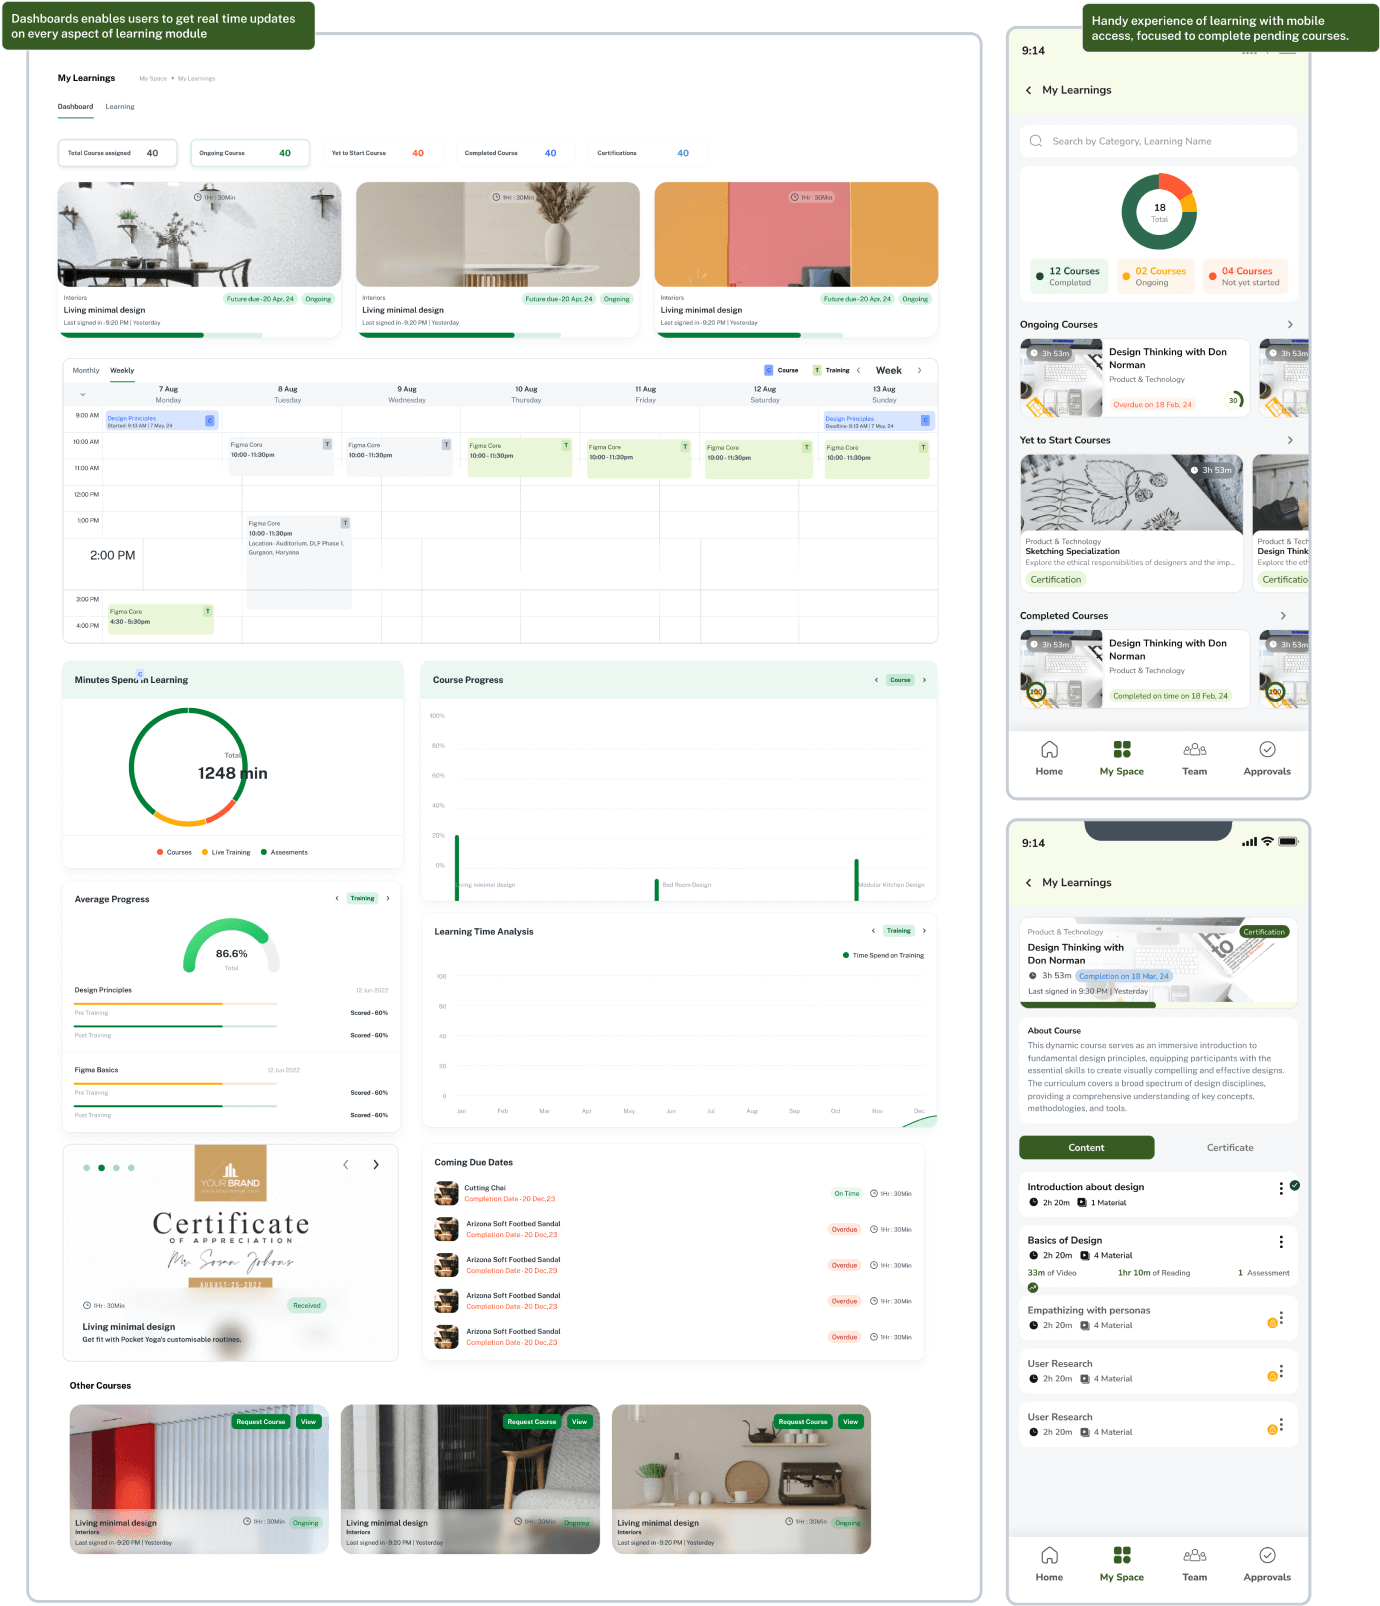 Dashboards enables users to get real time updates
on every aspect of learning module
My Learnings
My Space • My Learnings
Dashboard
Learning
Total Course assigned 40
Ongoing Course 40
Yet to Start Course 40
Completed Course 40
Certifications 40
1Hr : 30Min
1Hr : 30Min
1Hr : 30Min
Interiors
Future due-20 Apr, 24
Ongoing
Living minimal design
Last signed in-9:20 PM | Yesterday
Interiors
Future due-20 Apr, 24
Ongoing
Living minimal design
Last signed in-9:20 PM | Yesterday
Interiors
Future due-20 Apr, 24
Ongoing
Living minimal design
Last signed in-9:20 PM | Yesterday
Monthly
Weekly
C Course
T Training
Week
7 Aug
Monday
8 Aug
Tuesday
9 Aug
Wednesday
10 Aug
Thursday
11 Aug
Friday
12 Aug
Saturday
13 Aug
Sunday
9:00 AM
Design Principles
C
Started: 9:13 AM | 7 May, 24
Design Principles
C
Deadline: 9:13 AM | 7 May, 24
10:00 AM
Figma Core
T
10:00 - 11:30pm
Figma Core
T
10:00 - 11:30pm
Figma Core
T
10:00 - 11:30pm
Figma Core
T
10:00 - 11:30pm
Figma Core
T
10:00 - 11:30pm
Figma Core
T
10:00 - 11:30pm
11:00 AM
12:00 PM
1:00 PM
Figma Core
T
10:00 - 11:30pm
Location-Auditorium, DLF Phase 1,
Gurgaon, Haryana
2:00 PM
3:00 PM
Figma Core
T
4:30 - 5:30pm
4:00 PM
Minutes Spend in Learning
C
Total
1248 min
Courses
Live Training
Assesments
Course Progress
Course
100%
80%
60%
40%
20%
0%
Living minimal design
Bed Room Design
Modular Kitchen Design
Average Progress
Training
86.6%
Total
Design Principles
12 Jun 2022
Pre Training
Scored - 60%
Post Training
Scored - 60%
Figma Basics
12 Jun 2022
Pre Training
Scored - 60%
Post Training
Scored - 60%
Learning Time Analysis
Training
Time Spend on Training
100
80
40
20
0
Jan Feb Mar Apr May Jun Jul Aug Sep Oct Nov Dec
YOUR BRAND
Certificate
OF APPRECIATION
Mr. Sosan Johons
AUGUST-25-2022
1Hr : 30Min
Received
Living minimal design
Get fit with Pocket Yoga's customisable routines.
Coming Due Dates
Cutting Chai
Completion Date - 20 Dec,23
On Time
1Hr : 30Min
Arizona Soft Footbed Sandal
Completion Date - 20 Dec,23
Overdue
1Hr : 30Min
Arizona Soft Footbed Sandal
Completion Date - 20 Dec,23
Overdue
1Hr : 30Min
Arizona Soft Footbed Sandal
Completion Date - 20 Dec,23
Overdue
1Hr : 30Min
Arizona Soft Footbed Sandal
Completion Date - 20 Dec,23
Overdue
1Hr : 30Min
Other Courses
Request Course
View
Living minimal design
1Hr : 30Min
Ongoing
Interiors
Last signed in-9:20 PM | Yesterday
Request Course
View
Living minimal design
1Hr : 30Min
Ongoing
Interiors
Last signed in-9:20 PM | Yesterday
Request Course
View
Living minimal design
1Hr : 30Min
Ongoing
Interiors
Last signed in-9:20 PM | Yesterday
Handy experience of learning with mobile
access, focused to complete pending courses.
9:14
My Learnings
Search by Category, Learning Name
18
Total
12 Courses
Completed
02 Courses
Ongoing
04 Courses
Not yet started
Ongoing Courses
3h 53m
Design Thinking with Don
Norman
Product & Technology
Overdue on 18 Feb, 24
30
3h 53m
Yet to Start Courses
3h 53m
Product & Technology
Sketching Specialization
Explore the ethical responsibilities of designers and the imp...
Certification
Product & Tech
Design Think
Explore the eth
Certificatio
Completed Courses
3h 53m
Design Thinking with Don
Norman
Product & Technology
Completed on time on 18 Feb, 24
100
3h 53m
100
Home
My Space
Team
Approvals
9:14
My Learnings
Product & Technology
Certification
Design Thinking with
Don Norman
3h 53m
Completion on 18 Mar, 24
Last signed in 9:30 PM | Yesterday
About Course
This dynamic course serves as an immersive introduction to
fundamental design principles, equipping participants with the
essential skills to create visually compelling and effective designs.
The curriculum covers a broad spectrum of design disciplines,
providing a comprehensive understanding of key concepts,
methodologies, and tools.
Content
Certificate
Introduction about design
2h 20m
1 Material
Basics of Design
2h 20m
4 Material
33m of Video
1hr 10m of Reading
1 Assessment
Empathizing with personas
2h 20m
4 Material
User Research
2h 20m
4 Material
User Research
2h 20m
4 Material
Home
My Space
Team
Approvals